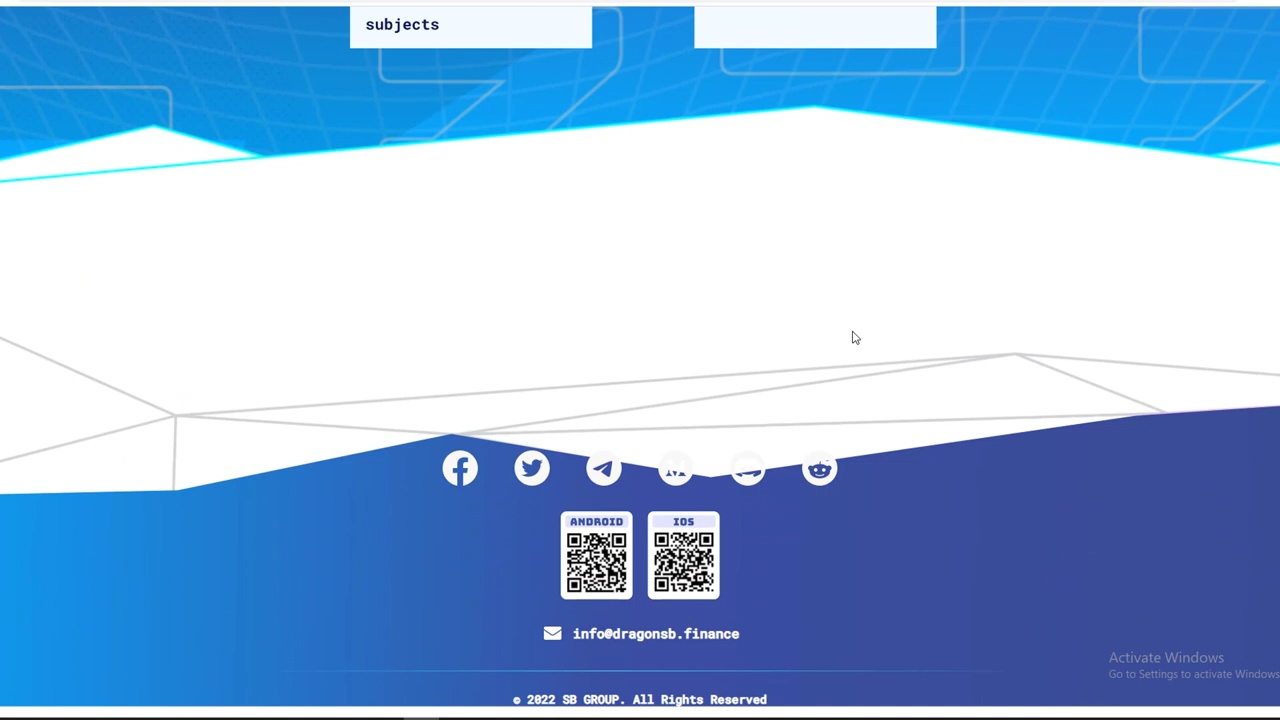 subjects
ANDROID
IOS
info@dragonsb.finance
Activate Windows
Go to Settings to activate Windows
© 2022 SB GROUP. All Rights Reserved